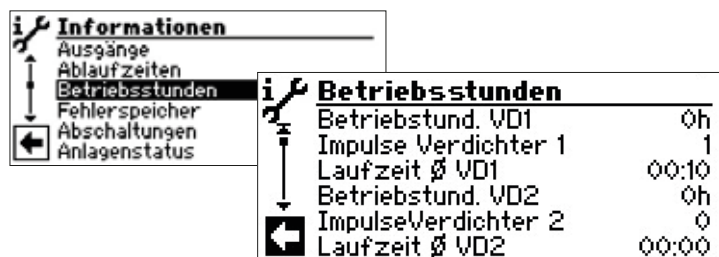 Informationen
Ausgänge
Ablaufzeiten
Betriebsstunden
Fehlerspeicher
Abschaltungen
Anlagenstatus
Betriebsstunden
Betriebstund. VD1 0h
Impulse Verdichter 1 1
Laufzeit Ø VD1 00:10
Betriebstund. VD2 0h
ImpulseVerdichter 2 0
Laufzeit Ø VD2 00:00